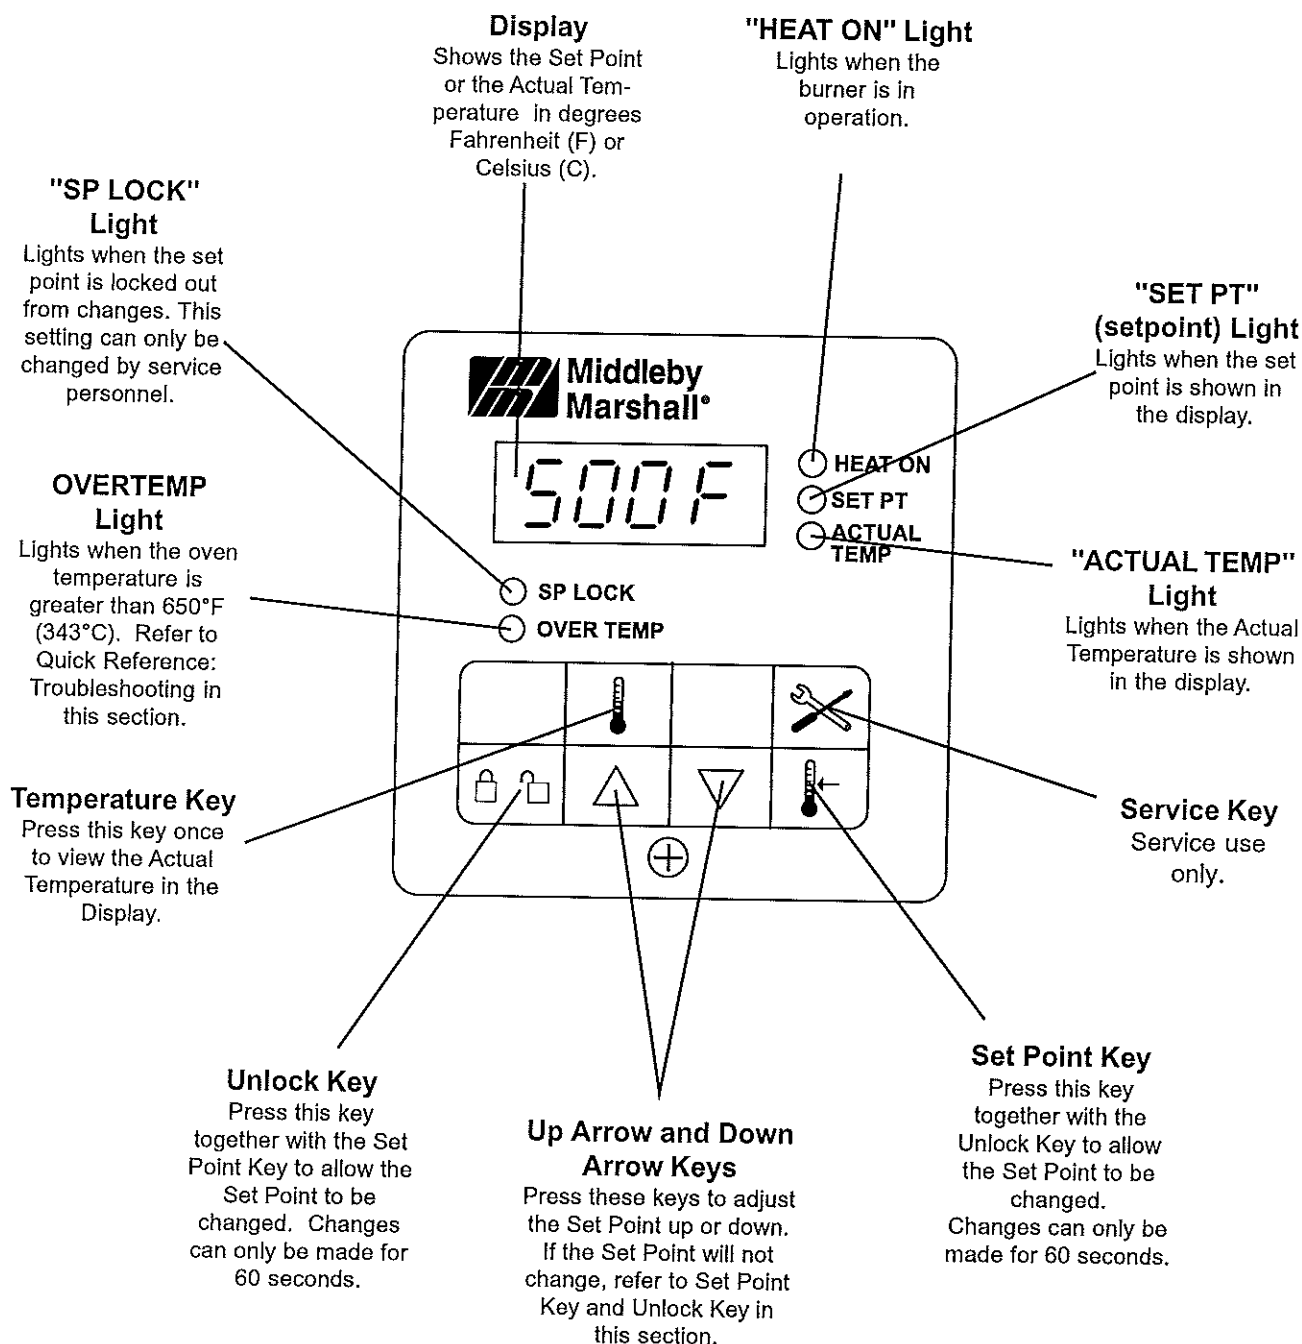 Display
Shows the Set Point
or the Actual Tem-
perature in degrees
Fahrenheit (F) or
Celsius (C).
"HEAT ON" Light
Lights when the
burner is in
operation.
"SP LOCK"
Light
Lights when the set
point is locked out
from changes. This
setting can only be
changed by service
personnel.
"SET PT"
(setpoint) Light
Lights when the set
point is shown in
the display.
OVERTEMP
Light
Lights when the oven
temperature is
greater than 650°F
(343°C). Refer to
Quick Reference:
Troubleshooting in
this section.
Middleby
Marshall®
500F
HEAT ON
SET PT
ACTUAL
TEMP
SP LOCK
OVER TEMP
"ACTUAL TEMP"
Light
Lights when the Actual
Temperature is shown
in the display.
Temperature Key
Press this key once
to view the Actual
Temperature in the
Display.
Service Key
Service use
only.
Unlock Key
Press this key
together with the Set
Point Key to allow the
Set Point to be
changed. Changes
can only be made for
60 seconds.
Up Arrow and Down
Arrow Keys
Press these keys to adjust
the Set Point up or down.
If the Set Point will not
change, refer to Set Point
Key and Unlock Key in
this section.
Set Point Key
Press this key
together with the
Unlock Key to allow
the Set Point to be
changed.
Changes can only be
made for 60 seconds.